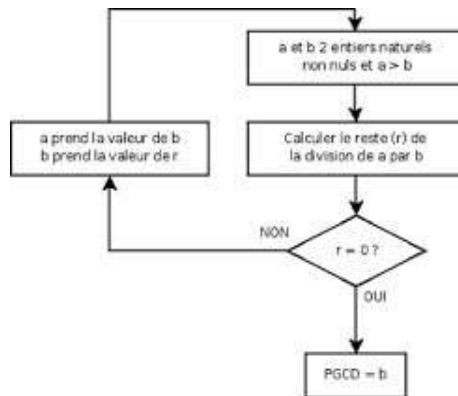 a et b 2 entiers naturels
non nuls et a > b
a prend la valeur de b
b prend la valeur de r
Calculer le reste (r) de
la division de a par b
NON
r = 0 ?
OUI
PGCD = b